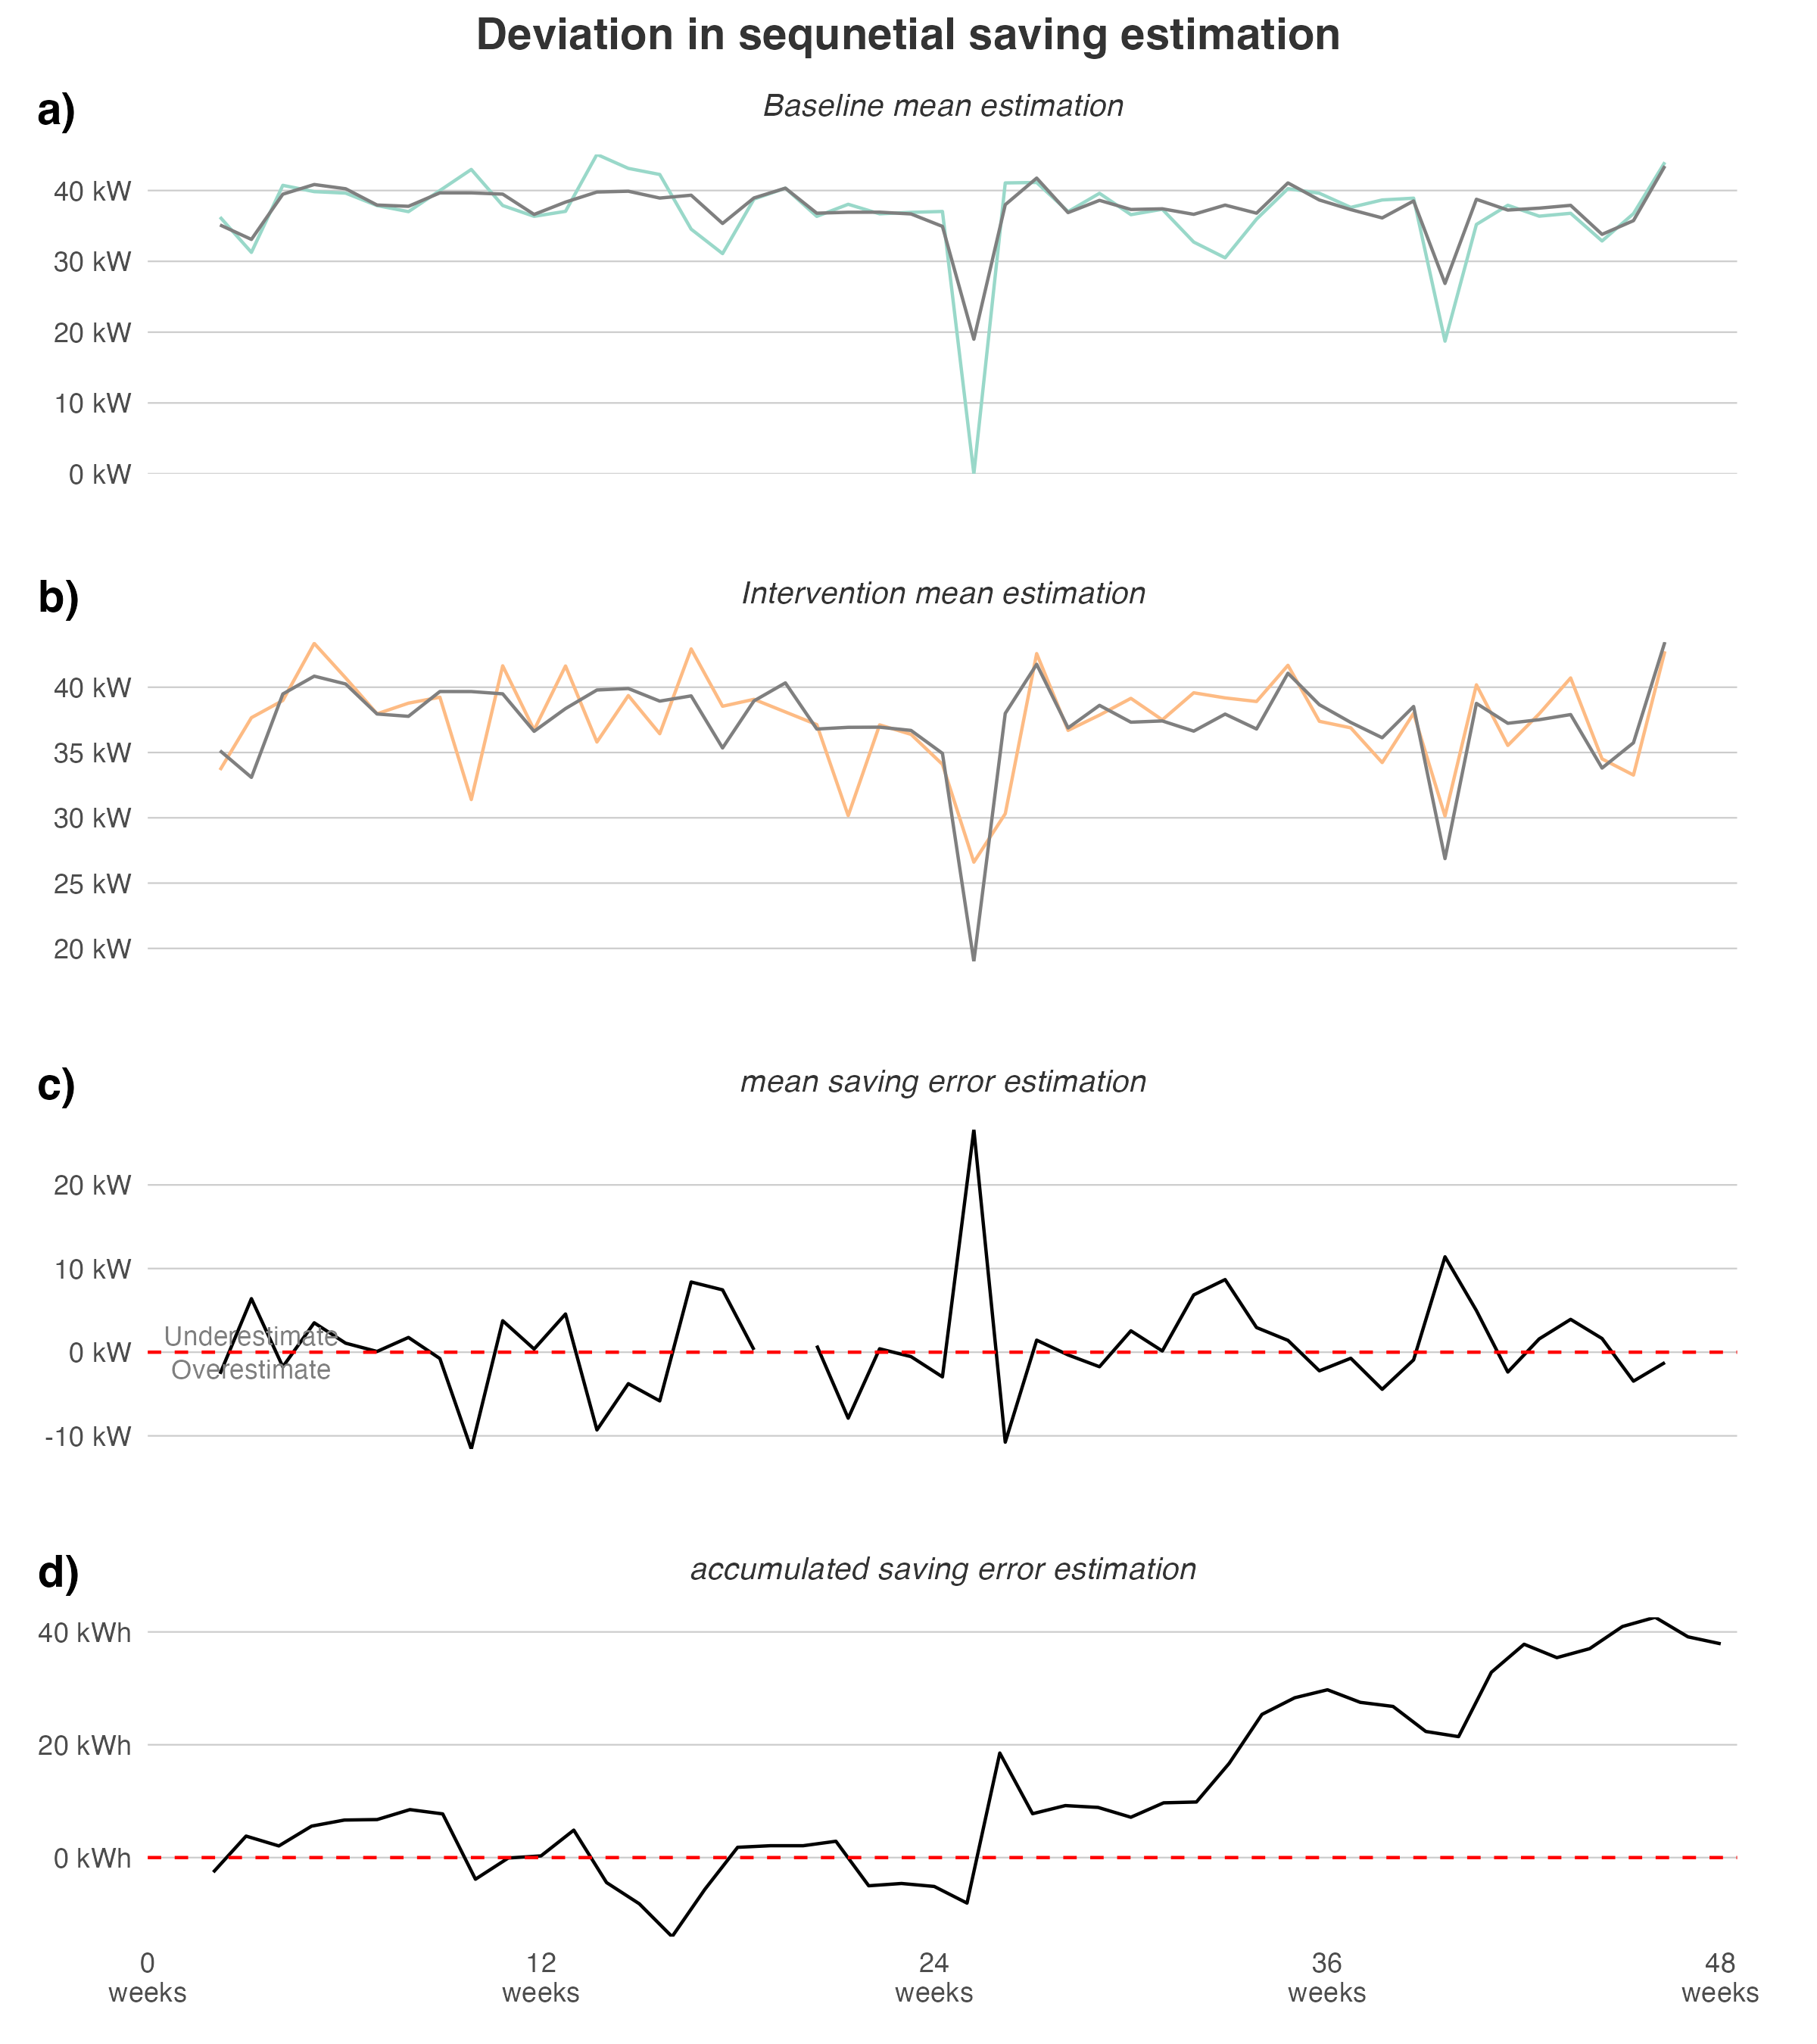 Deviation in sequnetial saving estimation
a)
Baseline mean estimation
40 kW
30 kW
20 kW
10 kW
0 kW
b)
Intervention mean estimation
40 kW
35 kW
30 kW
25 kW
20 kW
c)
mean saving error estimation
20 kW
10 kW
Underestimate
0 kW
Overestimate
-10 kW
d)
accumulated saving error estimation
40 kWh
20 kWh
0 kWh
0 12 24 36 48
weeks weeks weeks weeks weeks